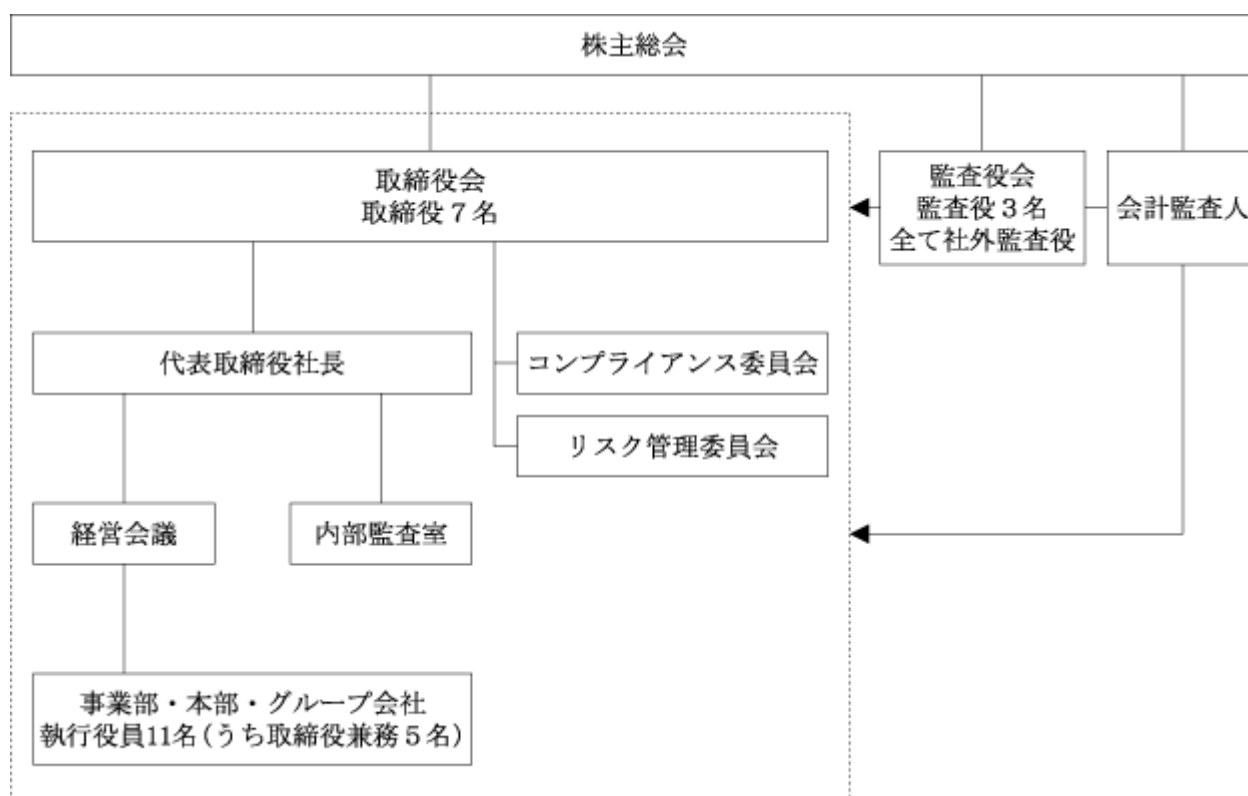 株主総会
取締役会
取締役7名
監査役会
監査役3名
全て社外監査役
会計監査人
代表取締役社長
コンプライアンス委員会
リスク管理委員会
経営会議
内部監査室
事業部・本部・グループ会社
執行役員11名(うち取締役兼務5名)